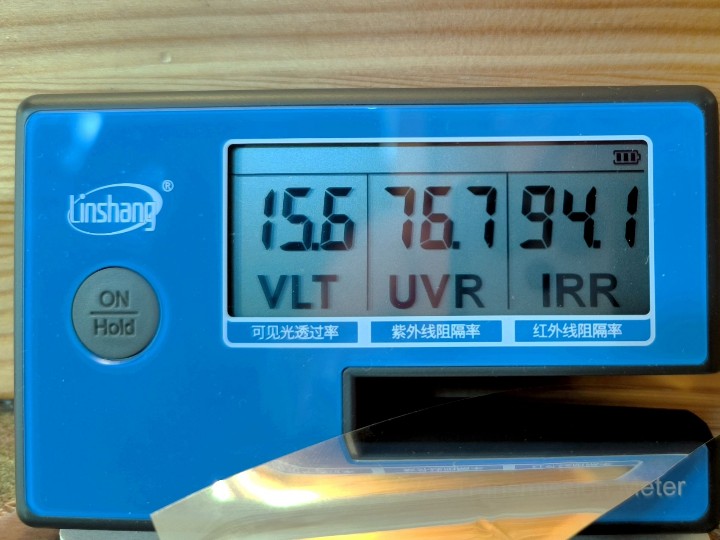 Linshang®
15.6 76.7 94.1
VLT UVR IRR
ON
Hold
可见光透过率 紫外线阻隔率 红外线阻隔率